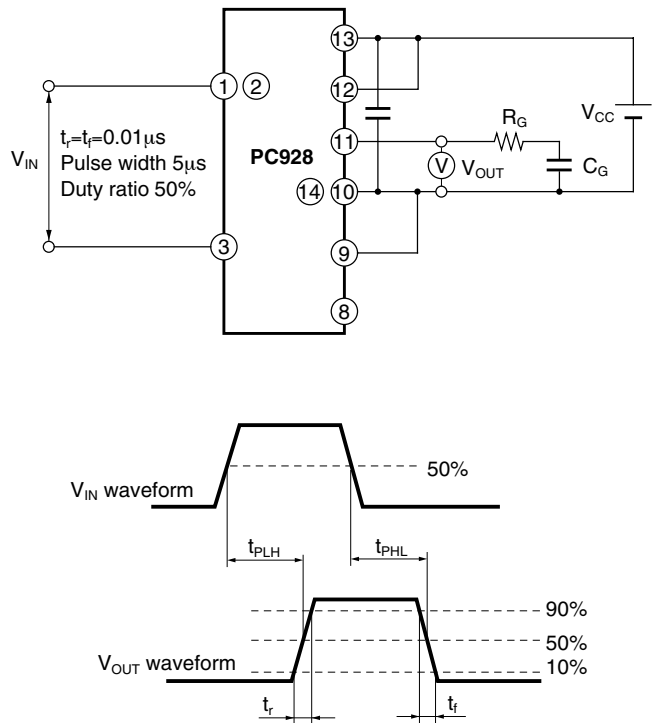 13
1 2
12
V_IN
t_r=t_f=0.01μs
Pulse width 5μs
Duty ratio 50%
PC928
11
R_G
V_CC
V
V_OUT
C_G
14 10
3
9
8
V_IN waveform
50%
t_PLH
t_PHL
90%
50%
10%
V_OUT waveform
t_r
t_f